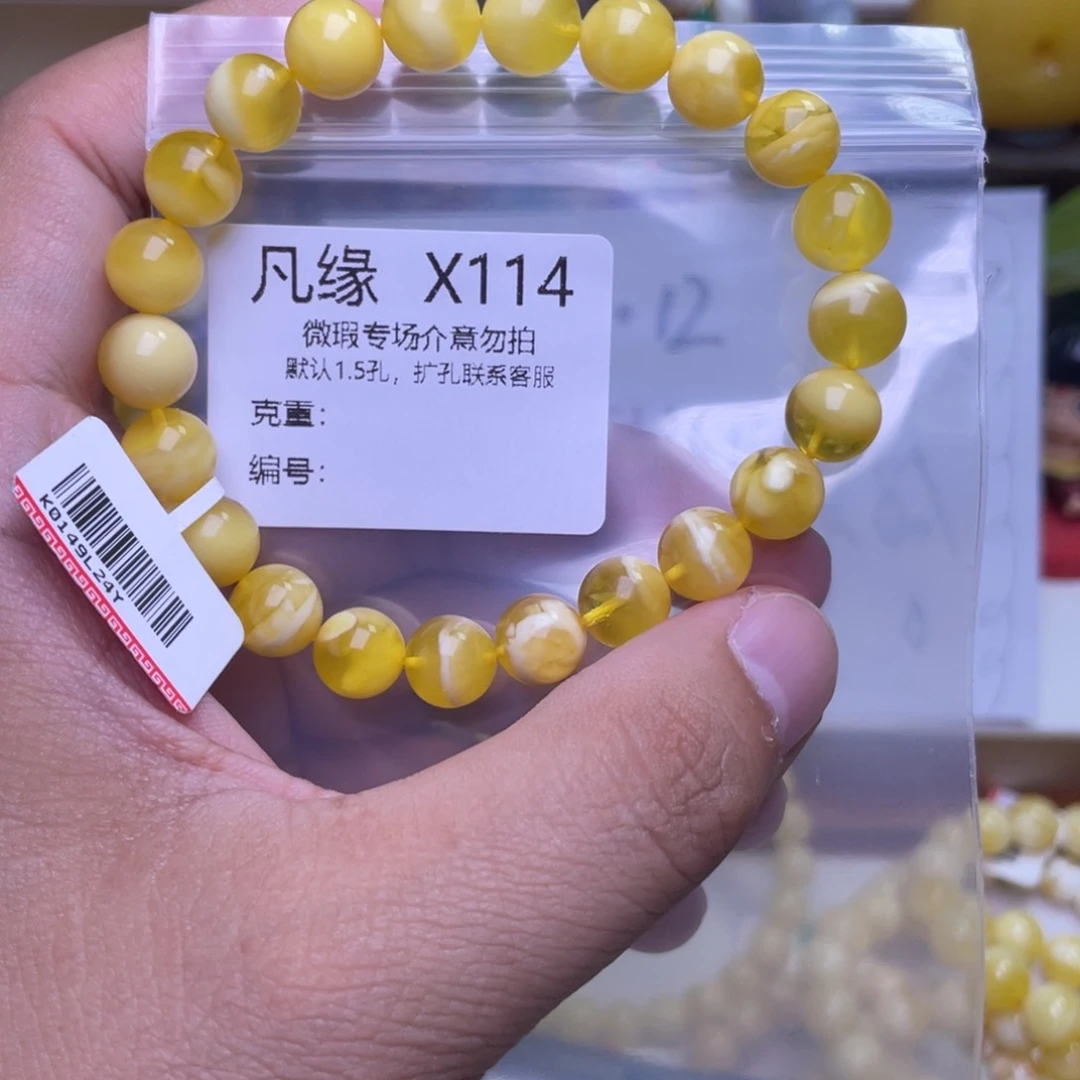 凡缘 X114
微瑕专场介意勿拍
默认1.5孔，扩孔联系客服
克重：
编号：
K0149L24Y
12